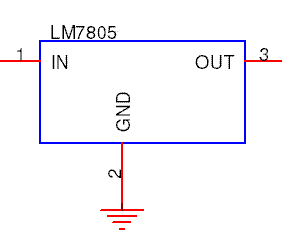 LM7805
1 IN OUT 3
GND
2